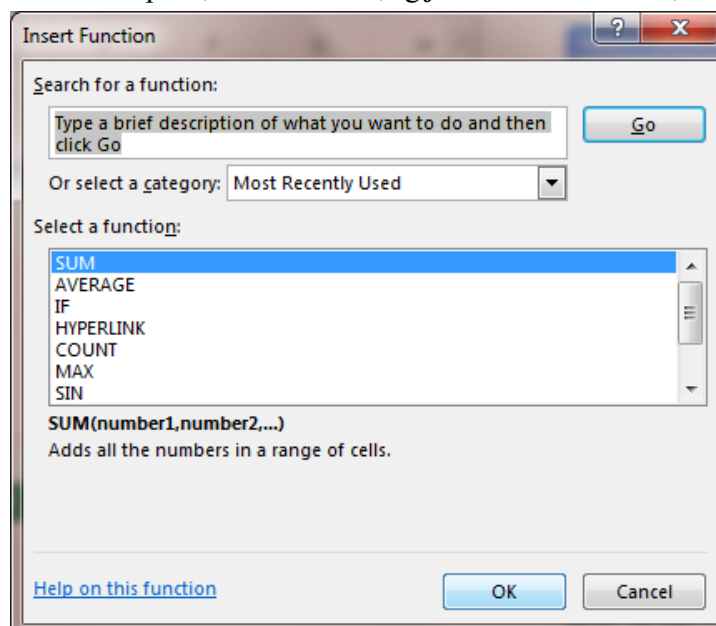 Insert Function
?
X
Search for a function:
Type a brief description of what you want to do and then
click Go
Go
Or select a category: Most Recently Used
Select a function:
SUM
AVERAGE
IF
HYPERLINK
COUNT
MAX
SIN
SUM(number1,number2,...)
Adds all the numbers in a range of cells.
Help on this function
OK
Cancel